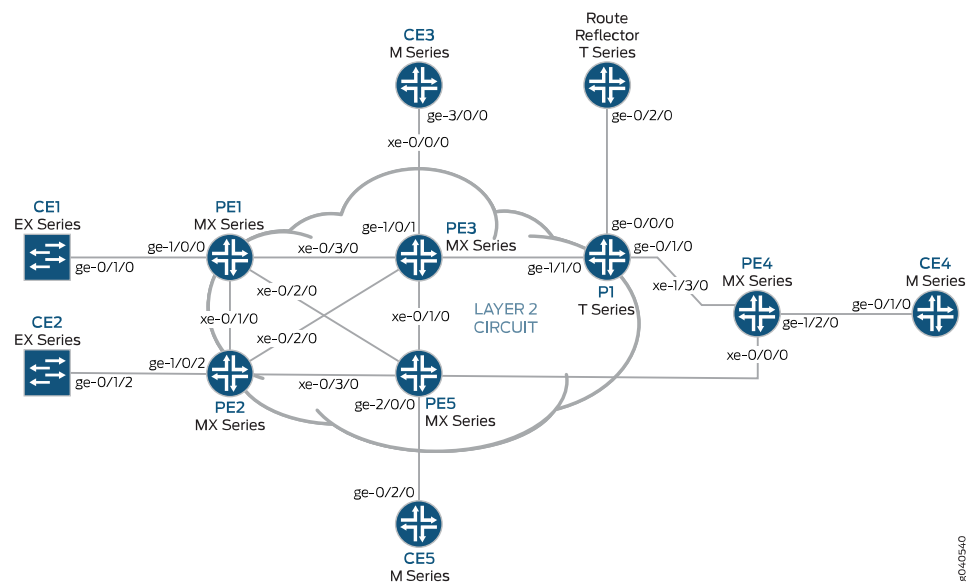 CE3
M Series
Route
Reflector
T Series
ge-3/0/0
ge-0/2/0
xe-0/0/0
CE1
EX Series
PE1
MX Series
ge-1/0/1
PE3
MX Series
ge-0/0/0
ge-1/0/0
ge-0/1/0
xe-0/3/0
ge-1/1/0
ge-0/1/0
P1
T Series
xe-1/3/0
PE4
MX Series
CE4
M Series
xe-0/2/0
xe-0/1/0
xe-0/2/0
xe-0/1/0
LAYER 2
CIRCUIT
ge-0/1/0
ge-1/2/0
CE2
EX Series
ge-1/0/2
ge-0/1/2
xe-0/3/0
xe-0/0/0
PE2
MX Series
ge-2/0/0
PE5
MX Series
ge-0/2/0
CE5
M Series
g040540